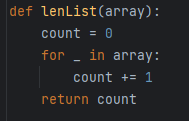 def lenList(array):
    count = 0
    for _ in array:
        count += 1
    return count